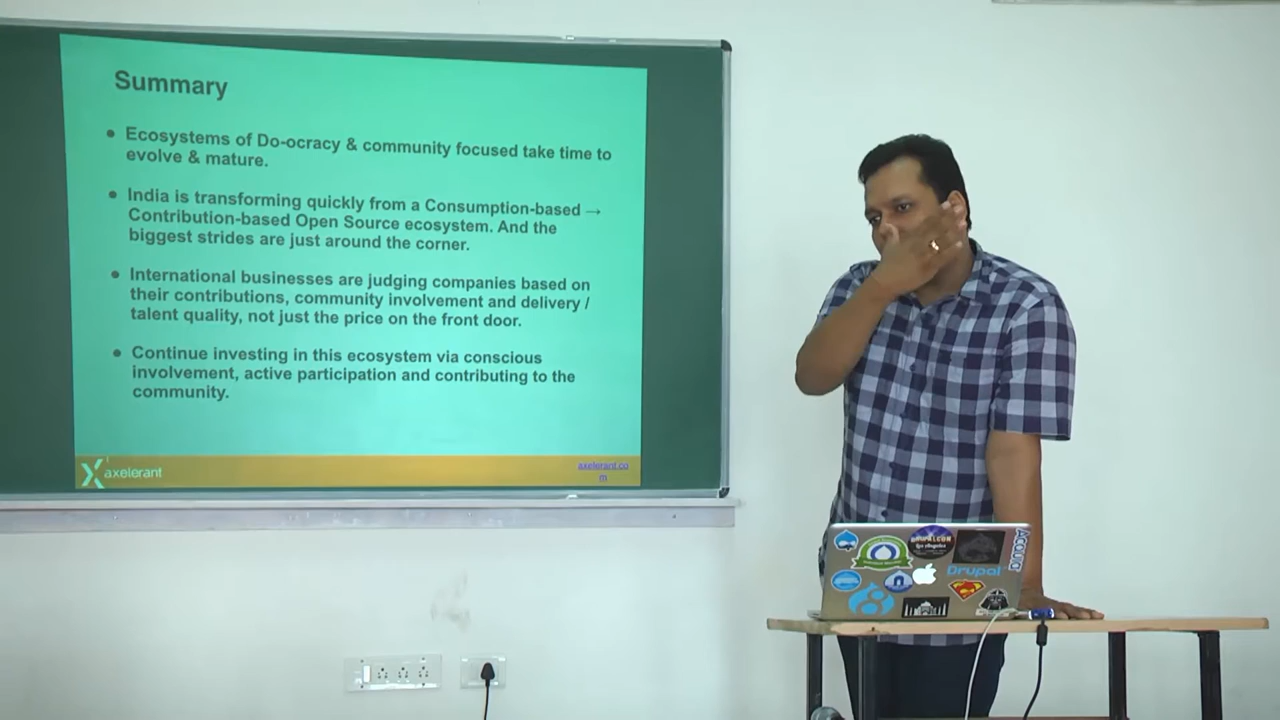 Summary
● Ecosystems of Do-ocracy & community focused take time to
evolve & mature.
● India is transforming quickly from a Consumption-based →
Contribution-based Open Source ecosystem. And the
biggest strides are just around the corner.
● International businesses are judging companies based on
their contributions, community involvement and delivery /
talent quality, not just the price on the front door.
● Continue investing in this ecosystem via conscious
involvement, active participation and contributing to the
community.
axelerant
axelerant.co
m
DRUPALCON
Drupal